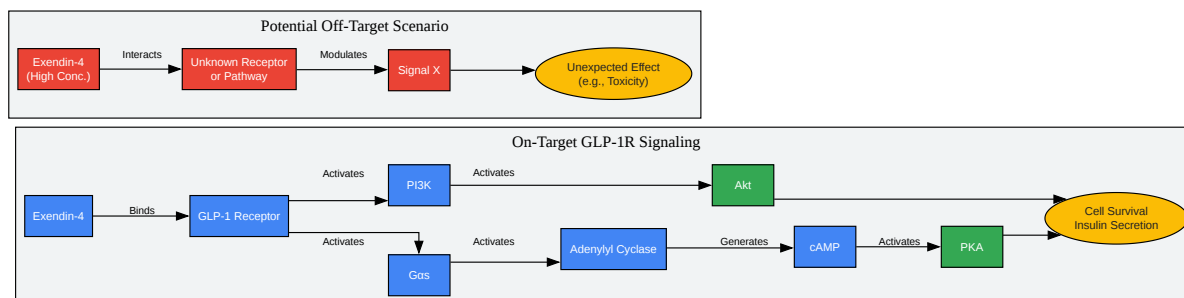 Potential Off-Target Scenario
Exendin-4
(High Conc.)
Interacts
Unknown Receptor
or Pathway
Modulates
Signal X
Unexpected Effect
(e.g., Toxicity)
On-Target GLP-1R Signaling
Exendin-4
Binds
GLP-1 Receptor
Activates
PI3K
Activates
Akt
Activates
Gαs
Activates
Adenylyl Cyclase
Generates
cAMP
Activates
PKA
Cell Survival
Insulin Secretion